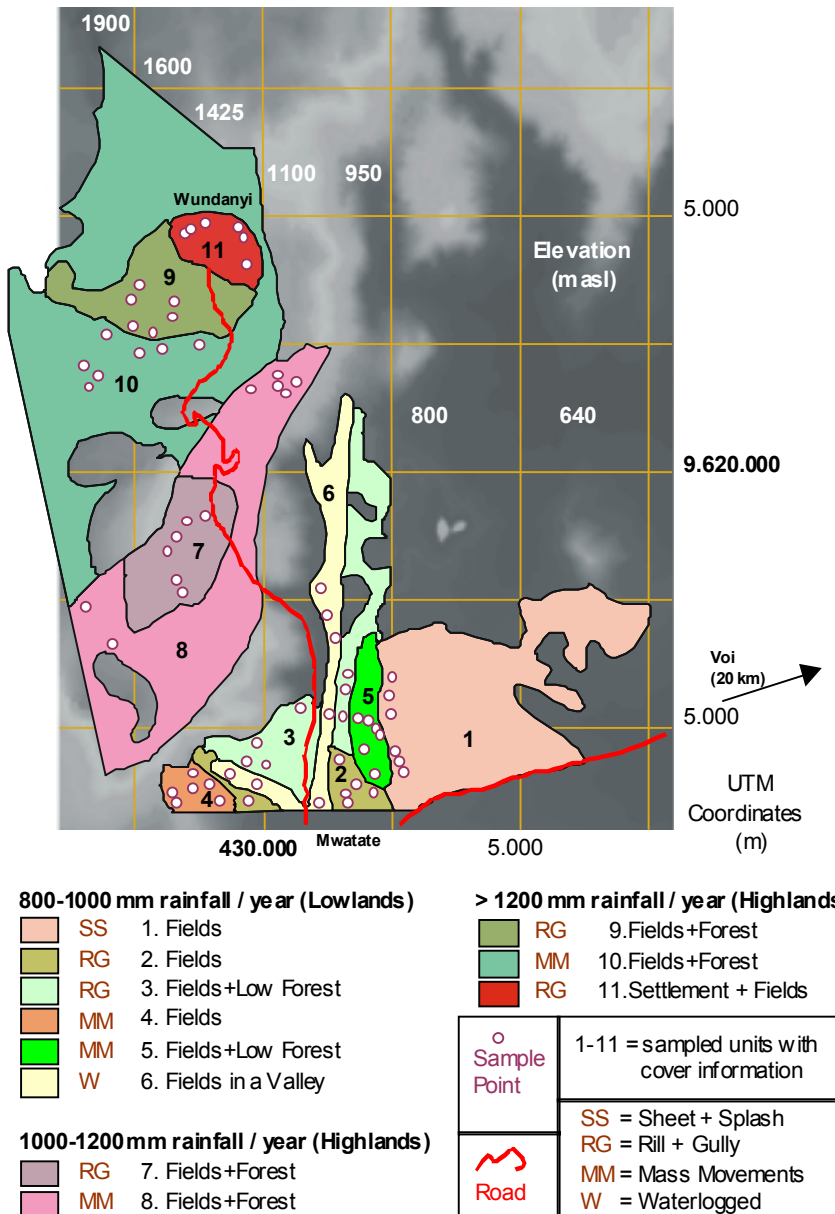 1900
1600
1425
1100 950
Wundanyi
5.000
11
Elevation
(masl)
9
10
800 640
9.620.000
6
7
8
Voi
(20 km)
5
5.000
3
1
2
4
UTM
Coordinates
(m)
430.000 Mwatate 5.000
800-1000 mm rainfall / year (Lowlands)
SS 1. Fields
RG 2. Fields
RG 3. Fields+Low Forest
MM 4. Fields
MM 5. Fields+Low Forest
W 6. Fields in a Valley
1000-1200mm rainfall / year (Highlands)
RG 7. Fields+Forest
MM 8. Fields+Forest
> 1200 mm rainfall / year (Highlands
RG 9.Fields+Forest
MM 10.Fields+Forest
RG 11.Settlement + Fields
Sample
Point
1-11 = sampled units with
cover information
Road
SS = Sheet + Splash
RG = Rill + Gully
MM = Mass Movements
W = Waterlogged